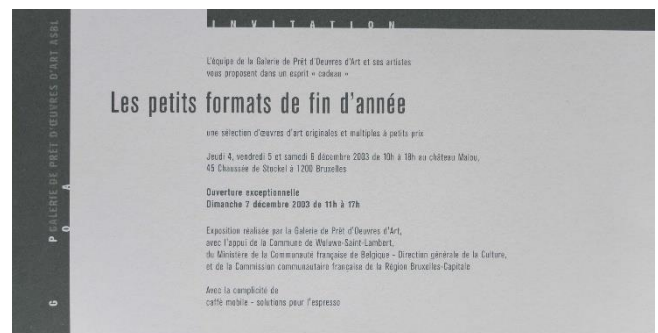 INVITATION
L'équipe de la Galerie de Prêt d'Oeuvres d'Art et ses artistes
vous proposent dans un esprit « cadeau »
Les petits formats de fin d'année
une sélection d'œuvres d'art originales et multiples à petits prix
Jeudi 4, vendredi 5 et samedi 6 décembre 2003 de 10h à 18h au château Malou,
45 Chaussée de Stockel à 1200 Bruxelles
Ouverture exceptionnelle
Dimanche 7 décembre 2003 de 11h à 17h
Exposition réalisée par la Galerie de Prêt d'Oeuvres d'Art,
avec l'appui de la Commune de Woluwe-Saint-Lambert,
du Ministère de la Communauté française de Belgique - Direction générale de la Culture,
et de la Commission communautaire française de la Région Bruxelles-Capitale
Avec la complicité de
caffè mobile - solutions pour l'espresso
GALERIE DE PRÊT D'ŒUVRES D'ART ASBL
G P O A